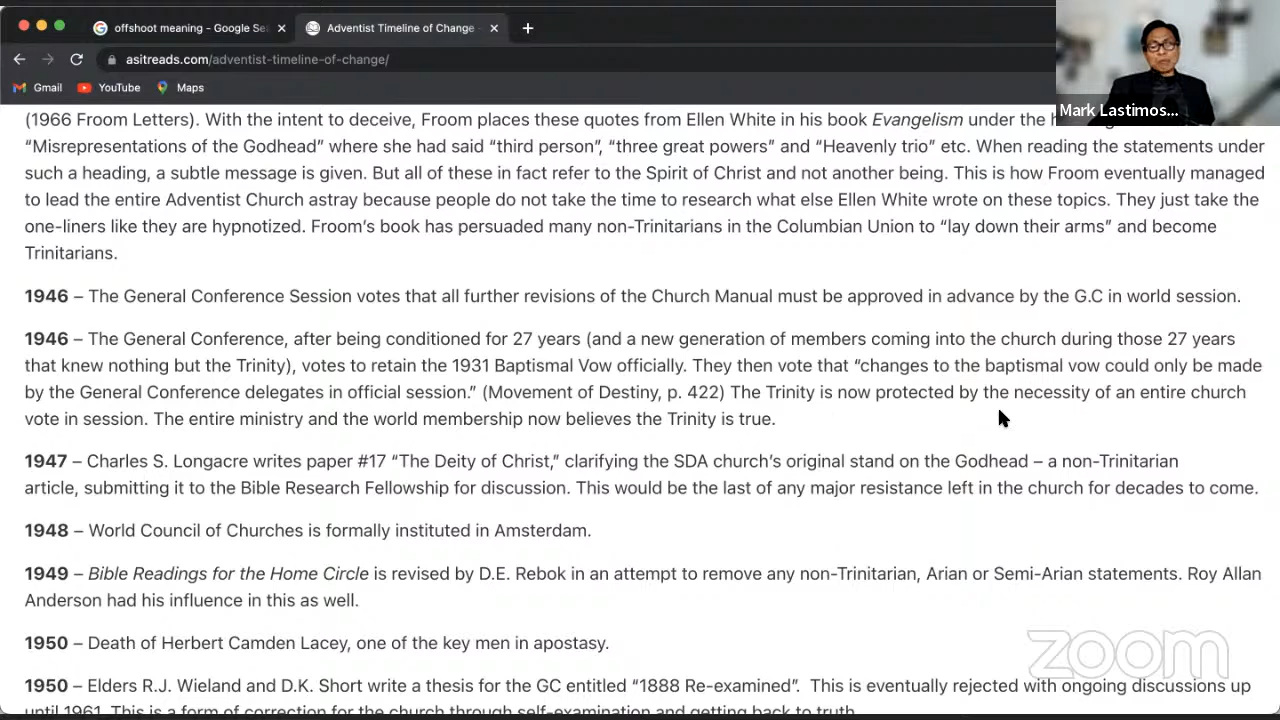 offshoot meaning - Google Se
Adventist Timeline of Change
asitreads.com/adventist-timeline-of-change/
Gmail YouTube Maps
Mark Lastimos...
(1966 Froom Letters). With the intent to deceive, Froom places these quotes from Ellen White in his book Evangelism under the
“Misrepresentations of the Godhead” where she had said “third person”, “three great powers” and “Heavenly trio” etc. When reading the statements under
such a heading, a subtle message is given. But all of these in fact refer to the Spirit of Christ and not another being. This is how Froom eventually managed
to lead the entire Adventist Church astray because people do not take the time to research what else Ellen White wrote on these topics. They just take the
one-liners like they are hypnotized. Froom’s book has persuaded many non-Trinitarians in the Columbian Union to “lay down their arms” and become
Trinitarians.
1946 – The General Conference Session votes that all further revisions of the Church Manual must be approved in advance by the G.C in world session.
1946 – The General Conference, after being conditioned for 27 years (and a new generation of members coming into the church during those 27 years
that knew nothing but the Trinity), votes to retain the 1931 Baptismal Vow officially. They then vote that “changes to the baptismal vow could only be made
by the General Conference delegates in official session.” (Movement of Destiny, p. 422) The Trinity is now protected by the necessity of an entire church
vote in session. The entire ministry and the world membership now believes the Trinity is true.
1947 – Charles S. Longacre writes paper #17 “The Deity of Christ,” clarifying the SDA church’s original stand on the Godhead – a non-Trinitarian
article, submitting it to the Bible Research Fellowship for discussion. This would be the last of any major resistance left in the church for decades to come.
1948 – World Council of Churches is formally instituted in Amsterdam.
1949 – Bible Readings for the Home Circle is revised by D.E. Rebok in an attempt to remove any non-Trinitarian, Arian or Semi-Arian statements. Roy Allan
Anderson had his influence in this as well.
1950 – Death of Herbert Camden Lacey, one of the key men in apostasy.
zoom
1950 – Elders R.J. Wieland and D.K. Short write a thesis for the GC entitled “1888 Re-examined”. This is eventually rejected with ongoing discussions up
until 1961. This is a form of correction for the church through self-examination and getting back to truth.